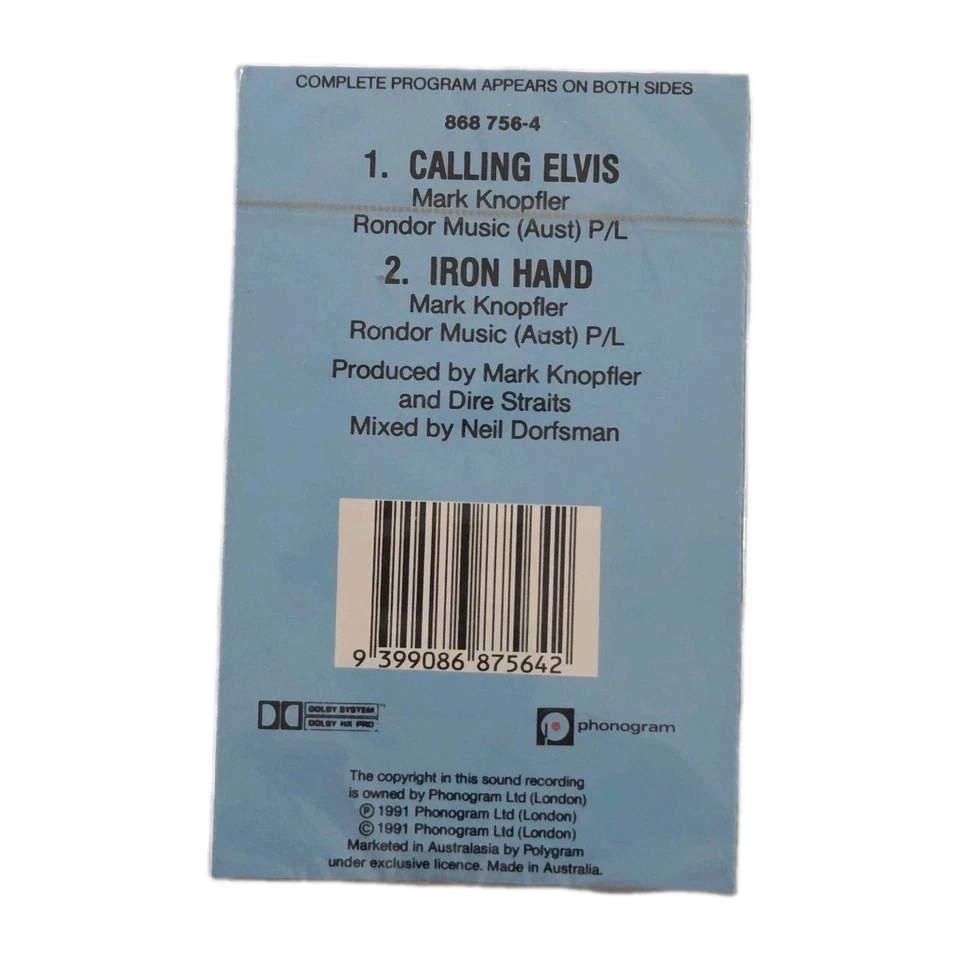 COMPLETE PROGRAM APPEARS ON BOTH SIDES
868 756-4
1. CALLING ELVIS
Mark Knopfler
Rondor Music (Aust) P/L
2. IRON HAND
Mark Knopfler
Rondor Music (Aust) P/L
Produced by Mark Knopfler
and Dire Straits
Mixed by Neil Dorfsman
9 399086 875642
DOLBY SYSTEM™
DOLBY HX PRO
phonogram
The copyright in this sound recording
is owned by Phonogram Ltd (London)
℗ 1991 Phonogram Ltd (London)
© 1991 Phonogram Ltd (London)
Marketed in Australasia by Polygram
under exclusive licence. Made in Australia.